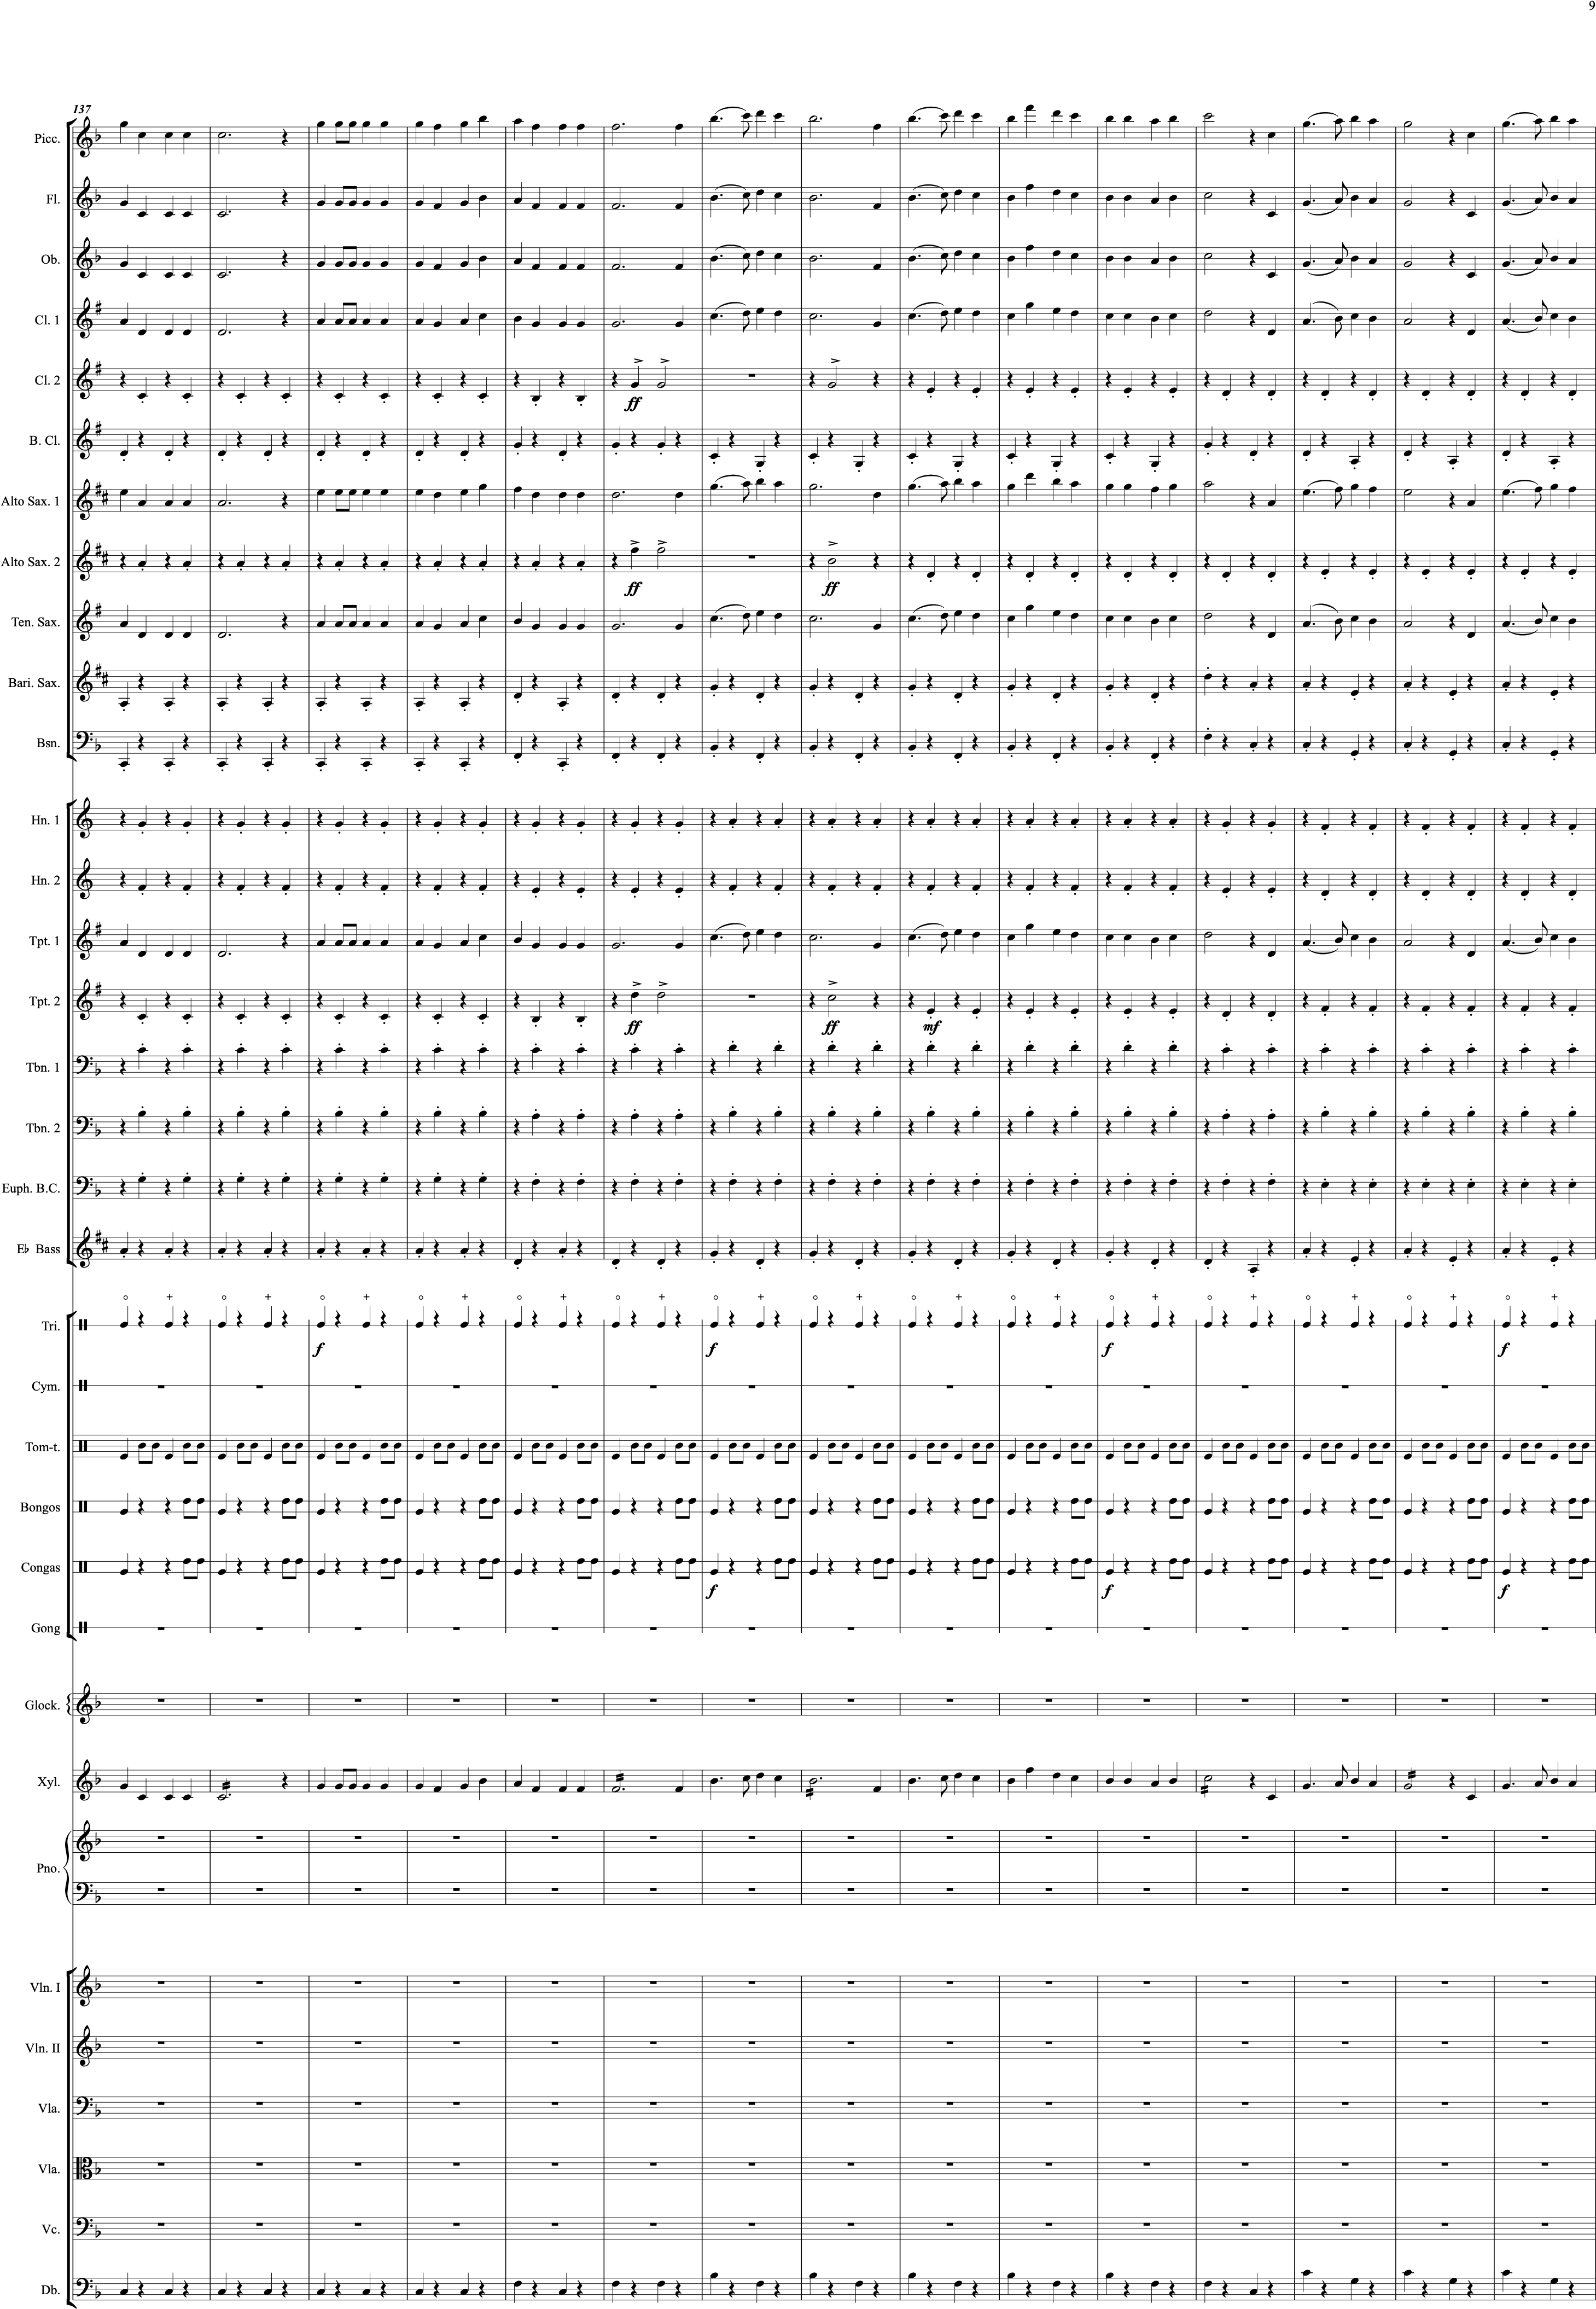 9
137
Picc.
Fl.
Ob.
Cl. 1
Cl. 2
ff
B. Cl.
Alto Sax. 1
Alto Sax. 2
ff ff
Ten. Sax.
Bari. Sax.
Bsn.
Hn. 1
Hn. 2
Tpt. 1
Tpt. 2
ff ff mf
Tbn. 1
Tbn. 2
Euph. B.C.
E♭ Bass
Tri.
f f f f
Cym.
Tom-t.
Bongos
Congas
f f f
Gong
Glock.
Xyl.
Pno.
Vln. I
Vln. II
Vla.
Vla.
Vc.
Db.